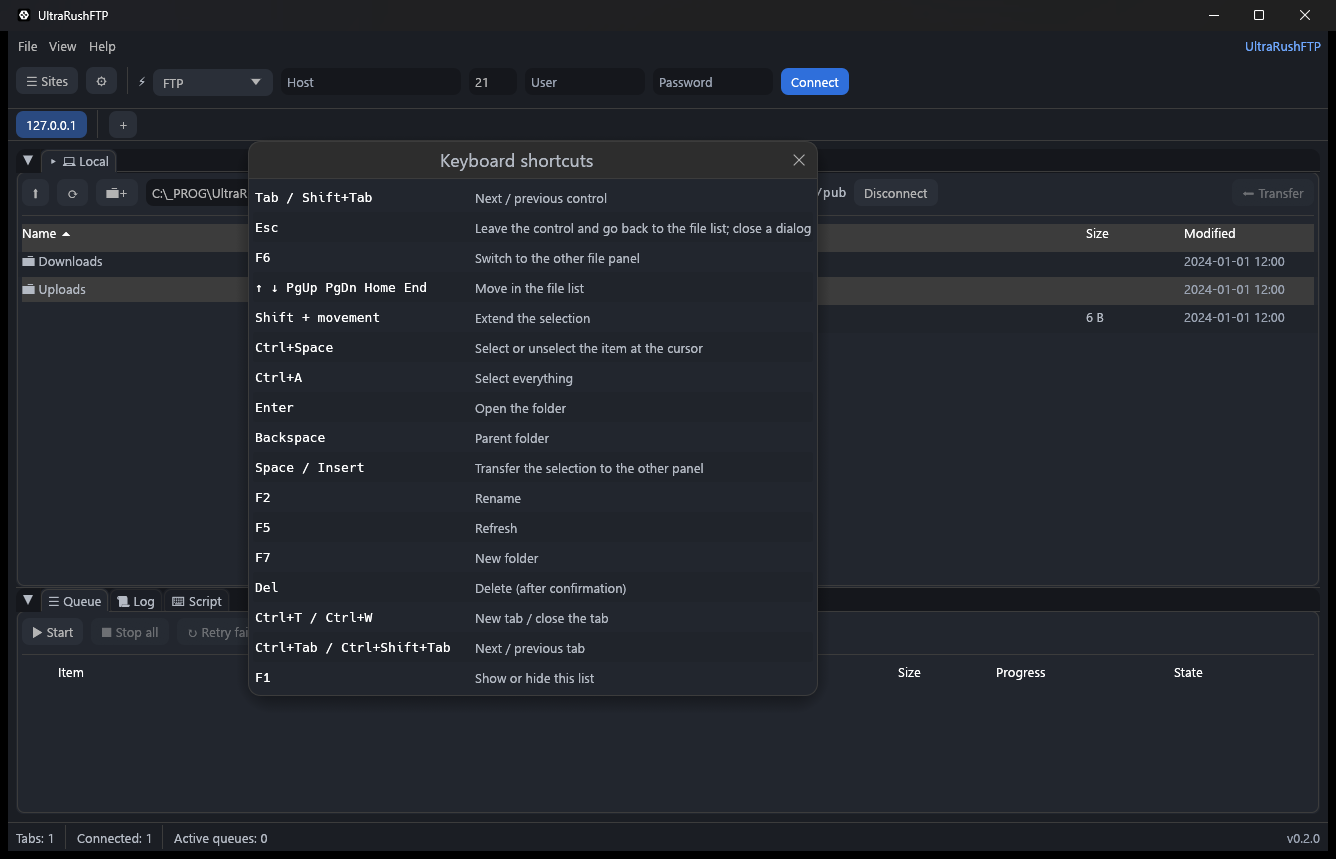 UltraRushFTP
File View Help UltraRushFTP
Sites FTP Host 21 User Password Connect
127.0.0.1 +
Local
C:\_PROG\UltraR /pub Disconnect Transfer
Name Size Modified
Downloads 2024-01-01 12:00
Uploads 2024-01-01 12:00
6 B 2024-01-01 12:00
Keyboard shortcuts
Tab / Shift+Tab Next / previous control
Esc Leave the control and go back to the file list; close a dialog
F6 Switch to the other file panel
↑ ↓ PgUp PgDn Home End Move in the file list
Shift + movement Extend the selection
Ctrl+Space Select or unselect the item at the cursor
Ctrl+A Select everything
Enter Open the folder
Backspace Parent folder
Space / Insert Transfer the selection to the other panel
F2 Rename
F5 Refresh
F7 New folder
Del Delete (after confirmation)
Ctrl+T / Ctrl+W New tab / close the tab
Ctrl+Tab / Ctrl+Shift+Tab Next / previous tab
F1 Show or hide this list
Queue Log Script
Start Stop all Retry fai
Item Size Progress State
Tabs: 1 Connected: 1 Active queues: 0 v0.2.0